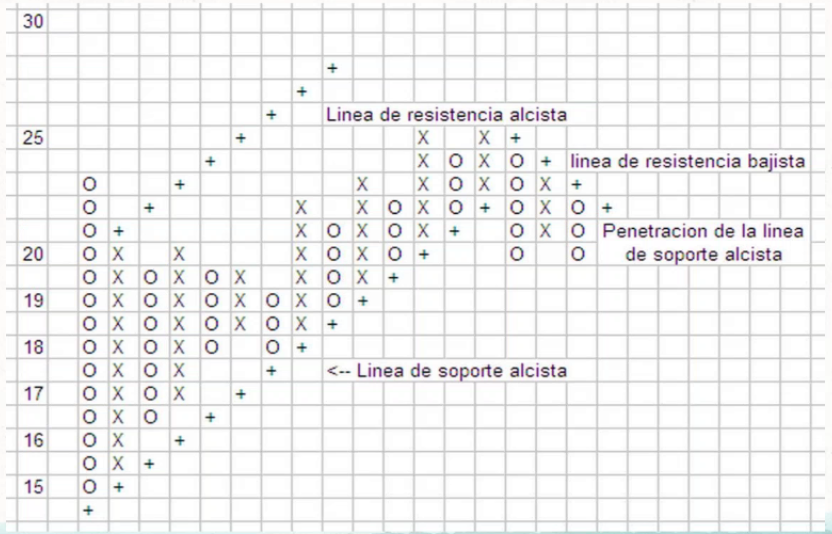 30
+
+
+ Linea de resistencia alcista
25 + X X +
+ X O X O + linea de resistencia bajista
O + X X O X O X +
O + X X O X O + O X O +
O + X O X O X + O X O Penetracion de la linea
20 O X X X O X O + O O de soporte alcista
O X O X O X X O X +
19 O X O X O X O X O +
O X O X O X O X +
18 O X O X O O +
O X O X + <-- Linea de soporte alcista
17 O X O X +
O X O +
16 O X +
O X +
15 O +
+